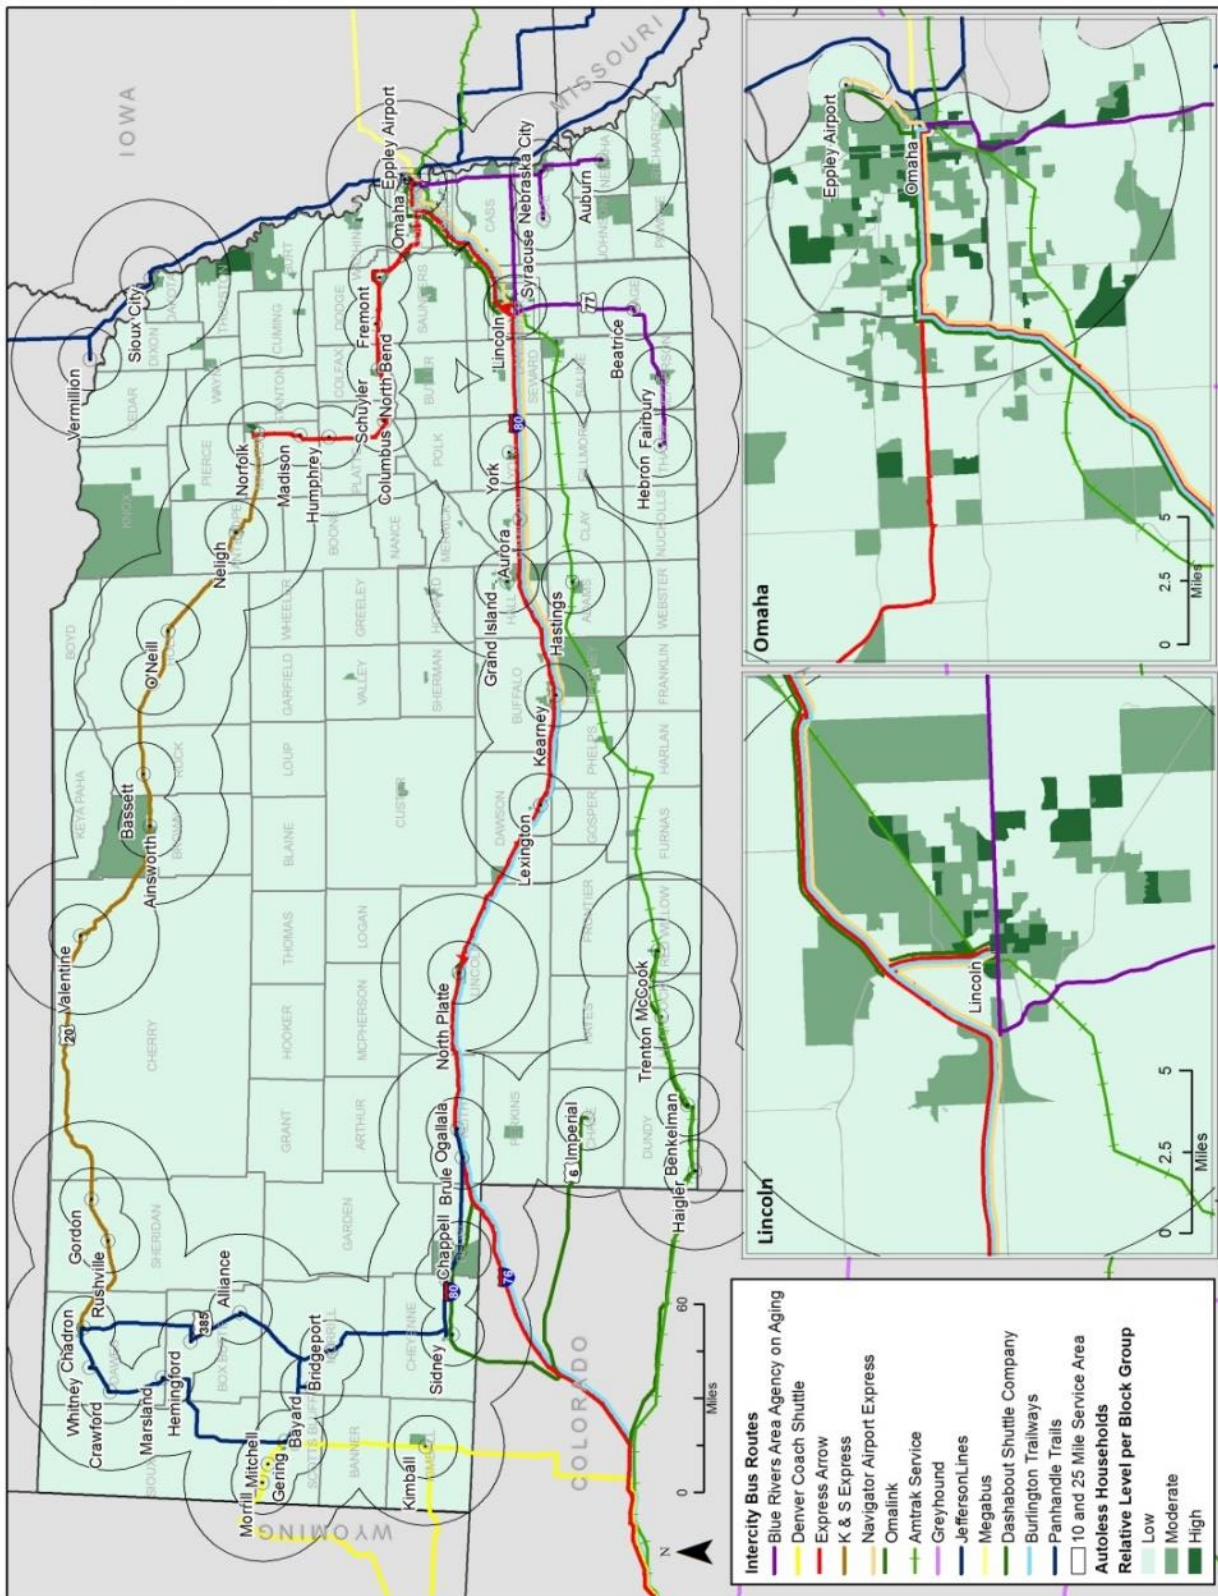 IOWA
MISSOURI
WYOMING
COLORADO
Vermillion
Sioux City
Valentine
Gordon
Rushville
Chadron
Whitney
Crawford
Marsland
Hemingford
Alliance
Bridgeport
Bayard
Morrill
Mitchell
Gering
Kimball
Sidney
Chappell
Brule
Ogallala
North Platte
Lexington
Kearney
Grand Island
Aurora
York
Lincoln
Omaha
Eppley Airport
Ainsworth
Bassett
O'Neill
Neligh
Norfolk
Madison
Humphrey
Columbus
Schuyler
North Bend
Fremont
Syracuse
Nebraska City
Auburn
Beatrice
Fairbury
Hebron
Hastings
Imperial
Trenton
McCook
Benkelman
Haigler
20
385
80
76
6
80
77
BOYD
KEYA PAHA
CHERRY
SHERIDAN
SIOUX
BOX BUTTE
BANNER
CHEYENNE
GARDEN
GRANT
HOOKER
THOMAS
BLAINE
LOUP
GARFIELD
WHEELER
ARTHUR
MCPHERSON
LOGAN
CUSTER
VALLEY
GREELEY
SHERMAN
HOWARD
ROCK
BROWN
KNOX
CEDAR
DIXON
DAKOTA
PIERCE
WAYNE
THURSTON
STANTON
CUMING
BURT
BOONE
NANCE
MERRICK
POLK
COLFAX
DODGE
SAUNDERS
CASS
SEWARD
SALINE
CLAY
NUCKOLLS
WEBSTER
ADAMS
FRANKLIN
HARLAN
PHELPS
BUFFALO
DAWSON
GOSPER
FURNAS
FRONTIER
RED WILLOW
HAYES
DUNDY
CHASE
PERKINS
LINCOLN
HALL
RICHARDSON
N
0 60
Miles
Omaha
Eppley Airport
Omaha
0 2.5 5
Miles
Lincoln
Lincoln
0 2.5 5
Miles
Intercity Bus Routes
Blue Rivers Area Agency on Aging
Denver Coach Shuttle
Express Arrow
K & S Express
Navigator Airport Express
Omalink
Amtrak Service
Greyhound
JeffersonLines
Megabus
Dashabout Shuttle Company
Burlington Trailways
Panhandle Trails
10 and 25 Mile Service Area
Autoless Households
Relative Level per Block Group
Low
Moderate
High